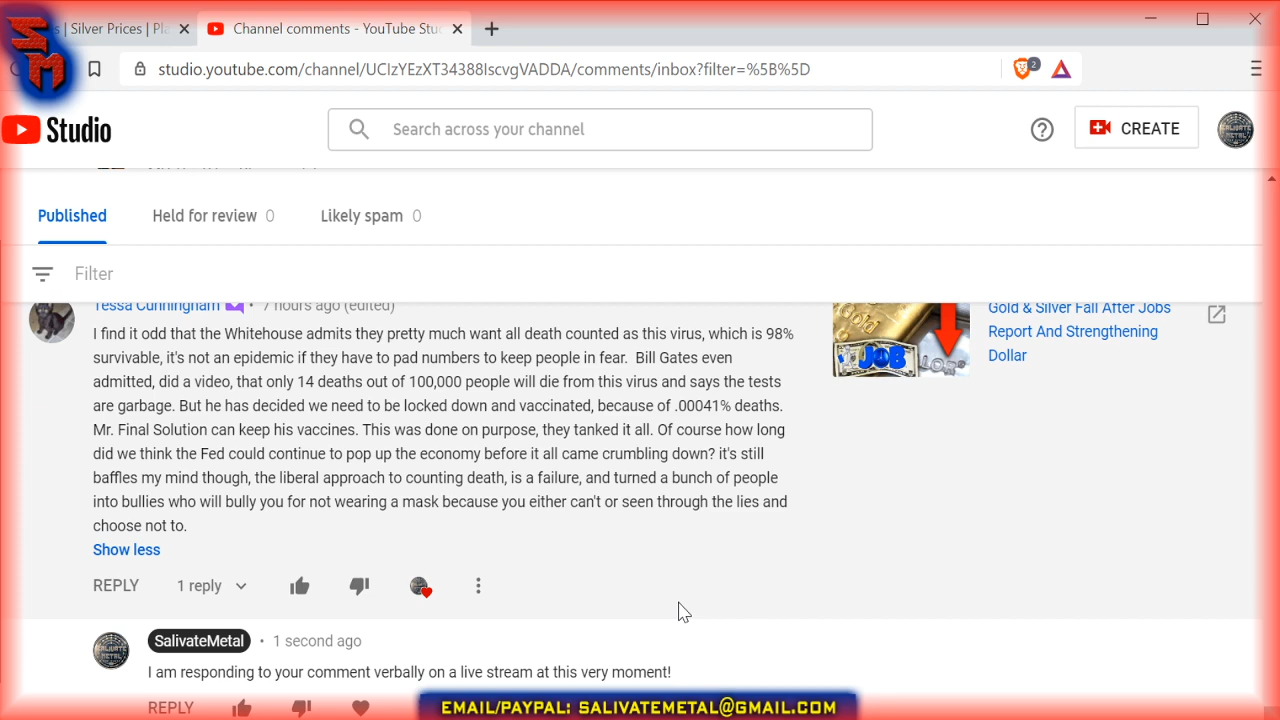 s | Silver Prices | Pla
Channel comments - YouTube Stud
SM
studio.youtube.com/channel/UCIzYEzXT34388IscvgVADDA/comments/inbox?filter=%5B%5D
2
Studio
Search across your channel
CREATE
Published
Held for review 0
Likely spam 0
Filter
Tessa Cunningham • 7 hours ago (edited)
I find it odd that the Whitehouse admits they pretty much want all death counted as this virus, which is 98%
survivable, it's not an epidemic if they have to pad numbers to keep people in fear. Bill Gates even
admitted, did a video, that only 14 deaths out of 100,000 people will die from this virus and says the tests
are garbage. But he has decided we need to be locked down and vaccinated, because of .00041% deaths.
Mr. Final Solution can keep his vaccines. This was done on purpose, they tanked it all. Of course how long
did we think the Fed could continue to pop up the economy before it all came crumbling down? it's still
baffles my mind though, the liberal approach to counting death, is a failure, and turned a bunch of people
into bullies who will bully you for not wearing a mask because you either can't or seen through the lies and
choose not to.
Show less
REPLY
1 reply
Gold
JOB
Gold & Silver Fall After Jobs
Report And Strengthening
Dollar
SalivateMetal • 1 second ago
I am responding to your comment verbally on a live stream at this very moment!
REPLY
EMAIL/PAYPAL: SALIVATEMETAL@GMAIL.COM